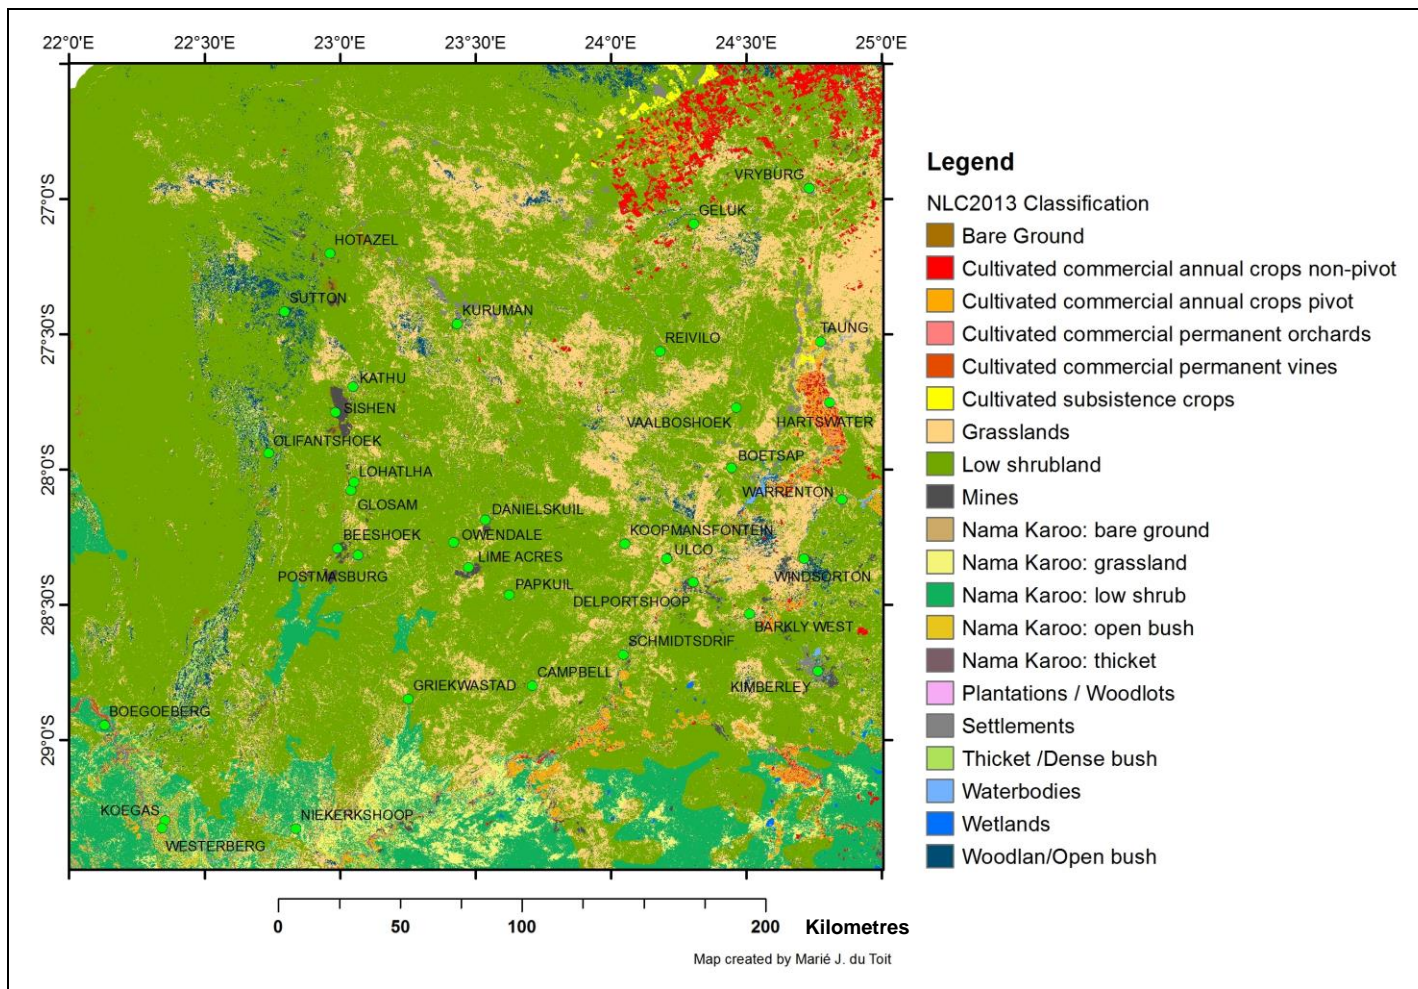 22°0'E 22°30'E 23°0'E 23°30'E 24°0'E 24°30'E 25°0'E
27°0'S
27°30'S
28°0'S
28°30'S
29°0'S
VRYBURG
GELUK
HOTAZEL
SUTTON
KURUMAN
TAUNG
REIVILO
KATHU
SISHEN
VAALBOSHOEK
HARTSWATER
OLIFANTSHOEK
BOETSAP
LOHATLHA
WARRENTON
GLOSAM
DANIELSKUIL
KOOPMANSFONTEIN
BEESHOEK
OWENDALE
ULCO
LIME ACRES
POSTMASBURG
WINDSORTON
PAPKUIL
DELPORTSHOOP
BARKLY WEST
SCHMIDTSDRIF
CAMPBELL
GRIEKWASTAD
KIMBERLEY
BOEGOEBERG
KOEGAS
NIEKERKSHOOP
WESTERBERG
Legend
NLC2013 Classification
Bare Ground
Cultivated commercial annual crops non-pivot
Cultivated commercial annual crops pivot
Cultivated commercial permanent orchards
Cultivated commercial permanent vines
Cultivated subsistence crops
Grasslands
Low shrubland
Mines
Nama Karoo: bare ground
Nama Karoo: grassland
Nama Karoo: low shrub
Nama Karoo: open bush
Nama Karoo: thicket
Plantations / Woodlots
Settlements
Thicket /Dense bush
Waterbodies
Wetlands
Woodlan/Open bush
0 50 100 200 Kilometres
Map created by Marié J. du Toit